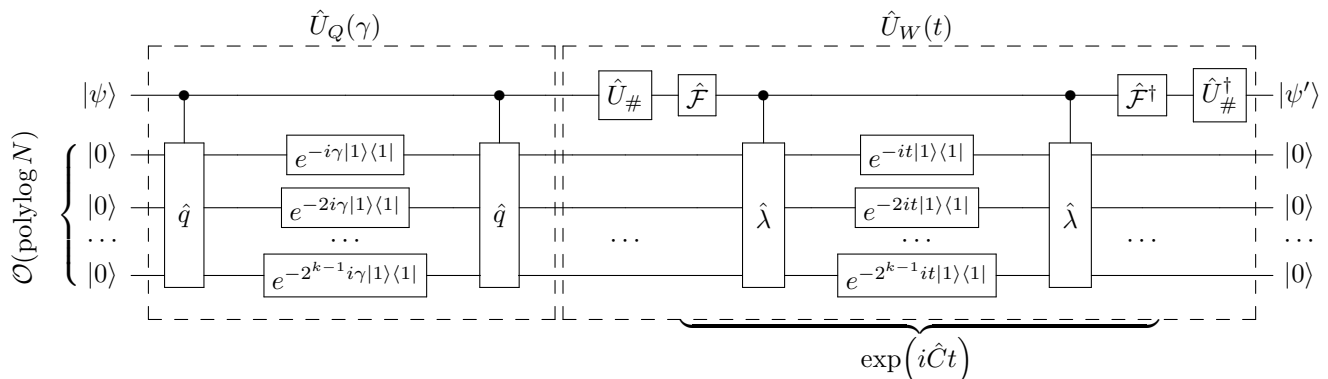 Û_Q(γ) Û_W(t)
|ψ⟩ Û_# F̂ F̂† Û_#† |ψ′⟩
O(polylog N)
|0⟩ e^{-iγ|1⟩⟨1|} e^{-it|1⟩⟨1|} |0⟩
|0⟩ q̂ e^{-2iγ|1⟩⟨1|} q̂ λ̂ e^{-2it|1⟩⟨1|} λ̂ |0⟩
... ... ... ... ... ...
|0⟩ e^{-2^{k-1}iγ|1⟩⟨1|} e^{-2^{k-1}it|1⟩⟨1|} |0⟩
exp(iĈt)